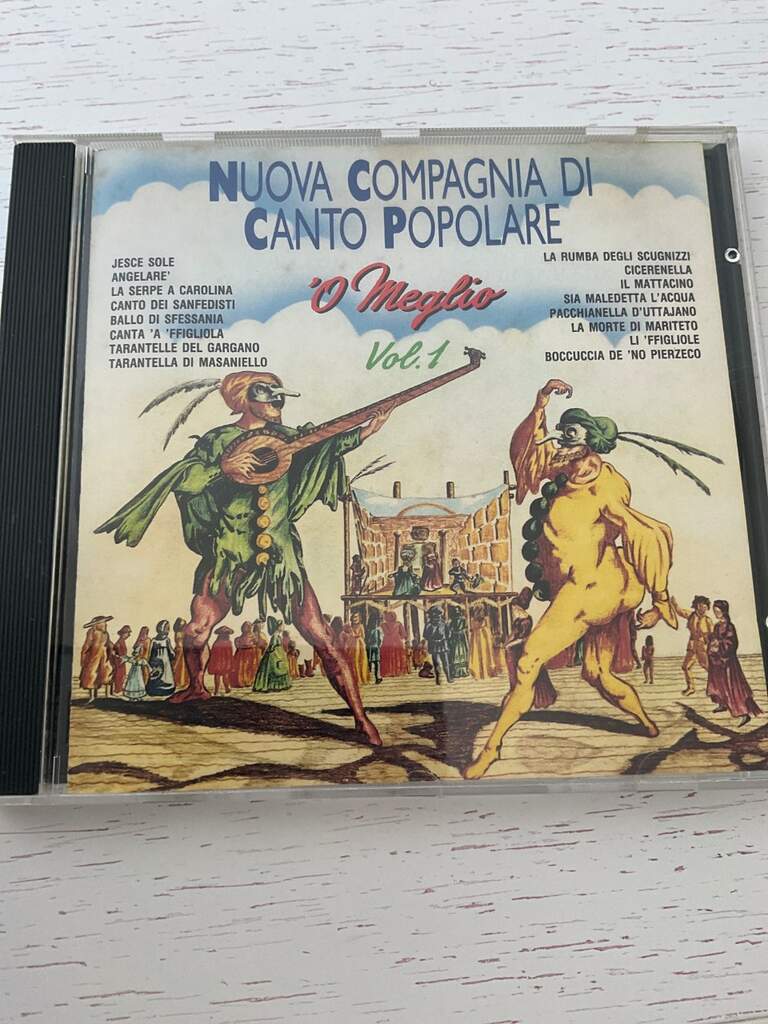 NUOVA COMPAGNIA DI
CANTO POPOLARE
'O Meglio
Vol. 1
JESCE SOLE
ANGELARE'
LA SERPE A CAROLINA
CANTO DEI SANFEDISTI
BALLO DI SFESSANIA
CANTA 'A 'FFIGLIOLA
TARANTELLE DEL GARGANO
TARANTELLA DI MASANIELLO
LA RUMBA DEGLI SCUGNIZZI
CICERENELLA
IL MATTACINO
SIA MALEDETTA L'ACQUA
PACCHIANELLA D'UTTAJANO
LA MORTE DI MARITETO
LI 'FFIGLIOLE
BOCCUCCIA DE 'NO PIERZECO